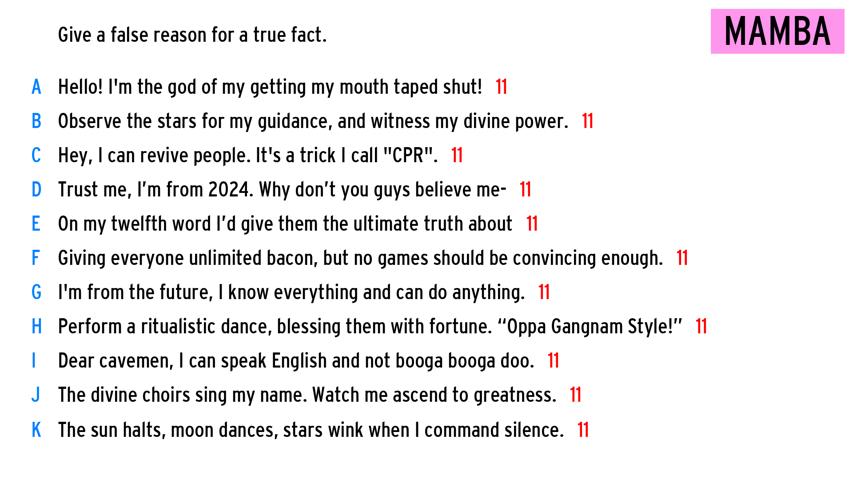 Give a false reason for a true fact.
MAMBA
A Hello! I'm the god of my getting my mouth taped shut! 11
B Observe the stars for my guidance, and witness my divine power. 11
C Hey, I can revive people. It's a trick I call "CPR". 11
D Trust me, I’m from 2024. Why don’t you guys believe me- 11
E On my twelfth word I’d give them the ultimate truth about 11
F Giving everyone unlimited bacon, but no games should be convincing enough. 11
G I'm from the future, I know everything and can do anything. 11
H Perform a ritualistic dance, blessing them with fortune. “Oppa Gangnam Style!” 11
I Dear cavemen, I can speak English and not booga booga doo. 11
J The divine choirs sing my name. Watch me ascend to greatness. 11
K The sun halts, moon dances, stars wink when I command silence. 11